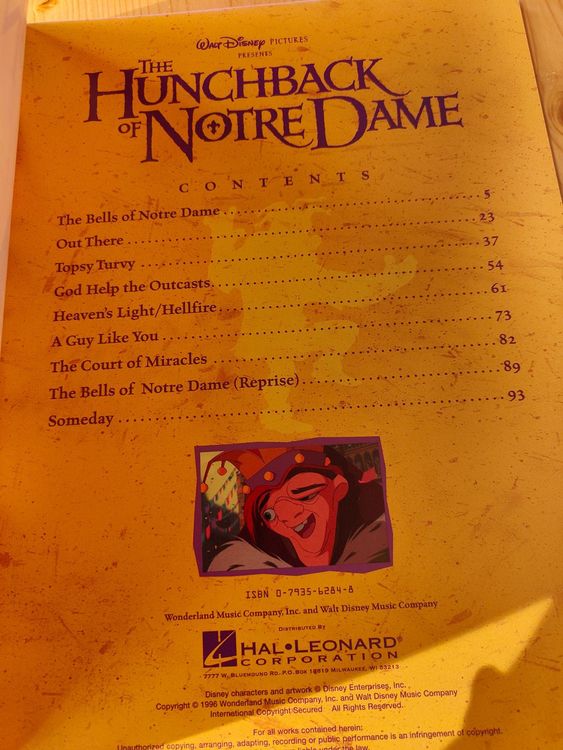 Walt Disney PICTURES
PRESENTS
THE
HUNCHBACK
OF NOTRE DAME
CONTENTS
The Bells of Notre Dame 5
Out There 23
Topsy Turvy 37
God Help the Outcasts 54
Heaven's Light/Hellfire 61
A Guy Like You 73
The Court of Miracles 82
The Bells of Notre Dame (Reprise) 89
Someday 93
ISBN 0-7935-6284-8
Wonderland Music Company, Inc. and Walt Disney Music Company
DISTRIBUTED BY
HAL•LEONARD®
CORPORATION
7777 W. BLUEMOUND RD. P.O. BOX 13819 MILWAUKEE, WI 53213
Disney characters and artwork © Disney Enterprises, Inc.
Copyright © 1996 Wonderland Music Company, Inc. and Walt Disney Music Company
International Copyright Secured All Rights Reserved.
For all works contained herein:
Unauthorized copying, arranging, adapting, recording or public performance is an infringement of copyright.
under the law.